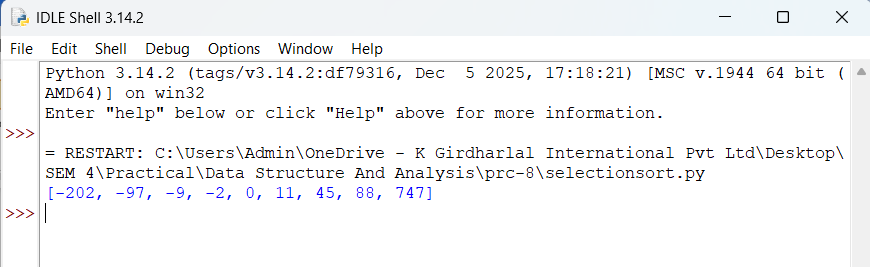 IDLE Shell 3.14.2
File Edit Shell Debug Options Window Help
Python 3.14.2 (tags/v3.14.2:df79316, Dec  5 2025, 17:18:21) [MSC v.1944 64 bit (
AMD64)] on win32
Enter "help" below or click "Help" above for more information.
>>>
= RESTART: C:\Users\Admin\OneDrive - K Girdharlal International Pvt Ltd\Desktop\
SEM 4\Practical\Data Structure And Analysis\prc-8\selectionsort.py
[-202, -97, -9, -2, 0, 11, 45, 88, 747]
>>>